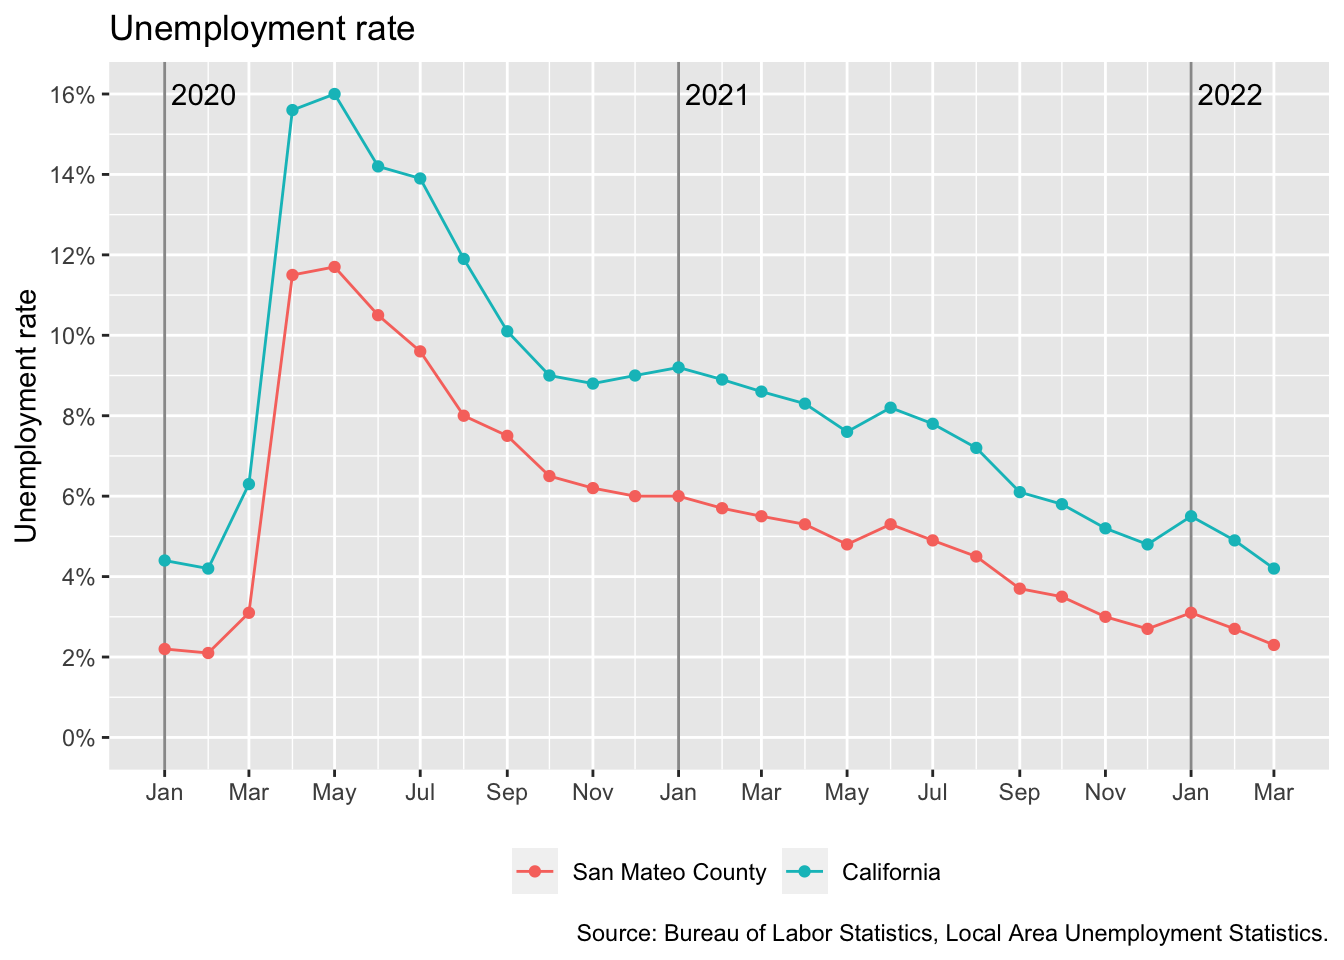 Unemployment rate
2020 2021 2022
Unemployment rate
16%
14%
12%
10%
8%
6%
4%
2%
0%
Jan Mar May Jul Sep Nov Jan Mar May Jul Sep Nov Jan Mar
San Mateo County California
Source: Bureau of Labor Statistics, Local Area Unemployment Statistics.